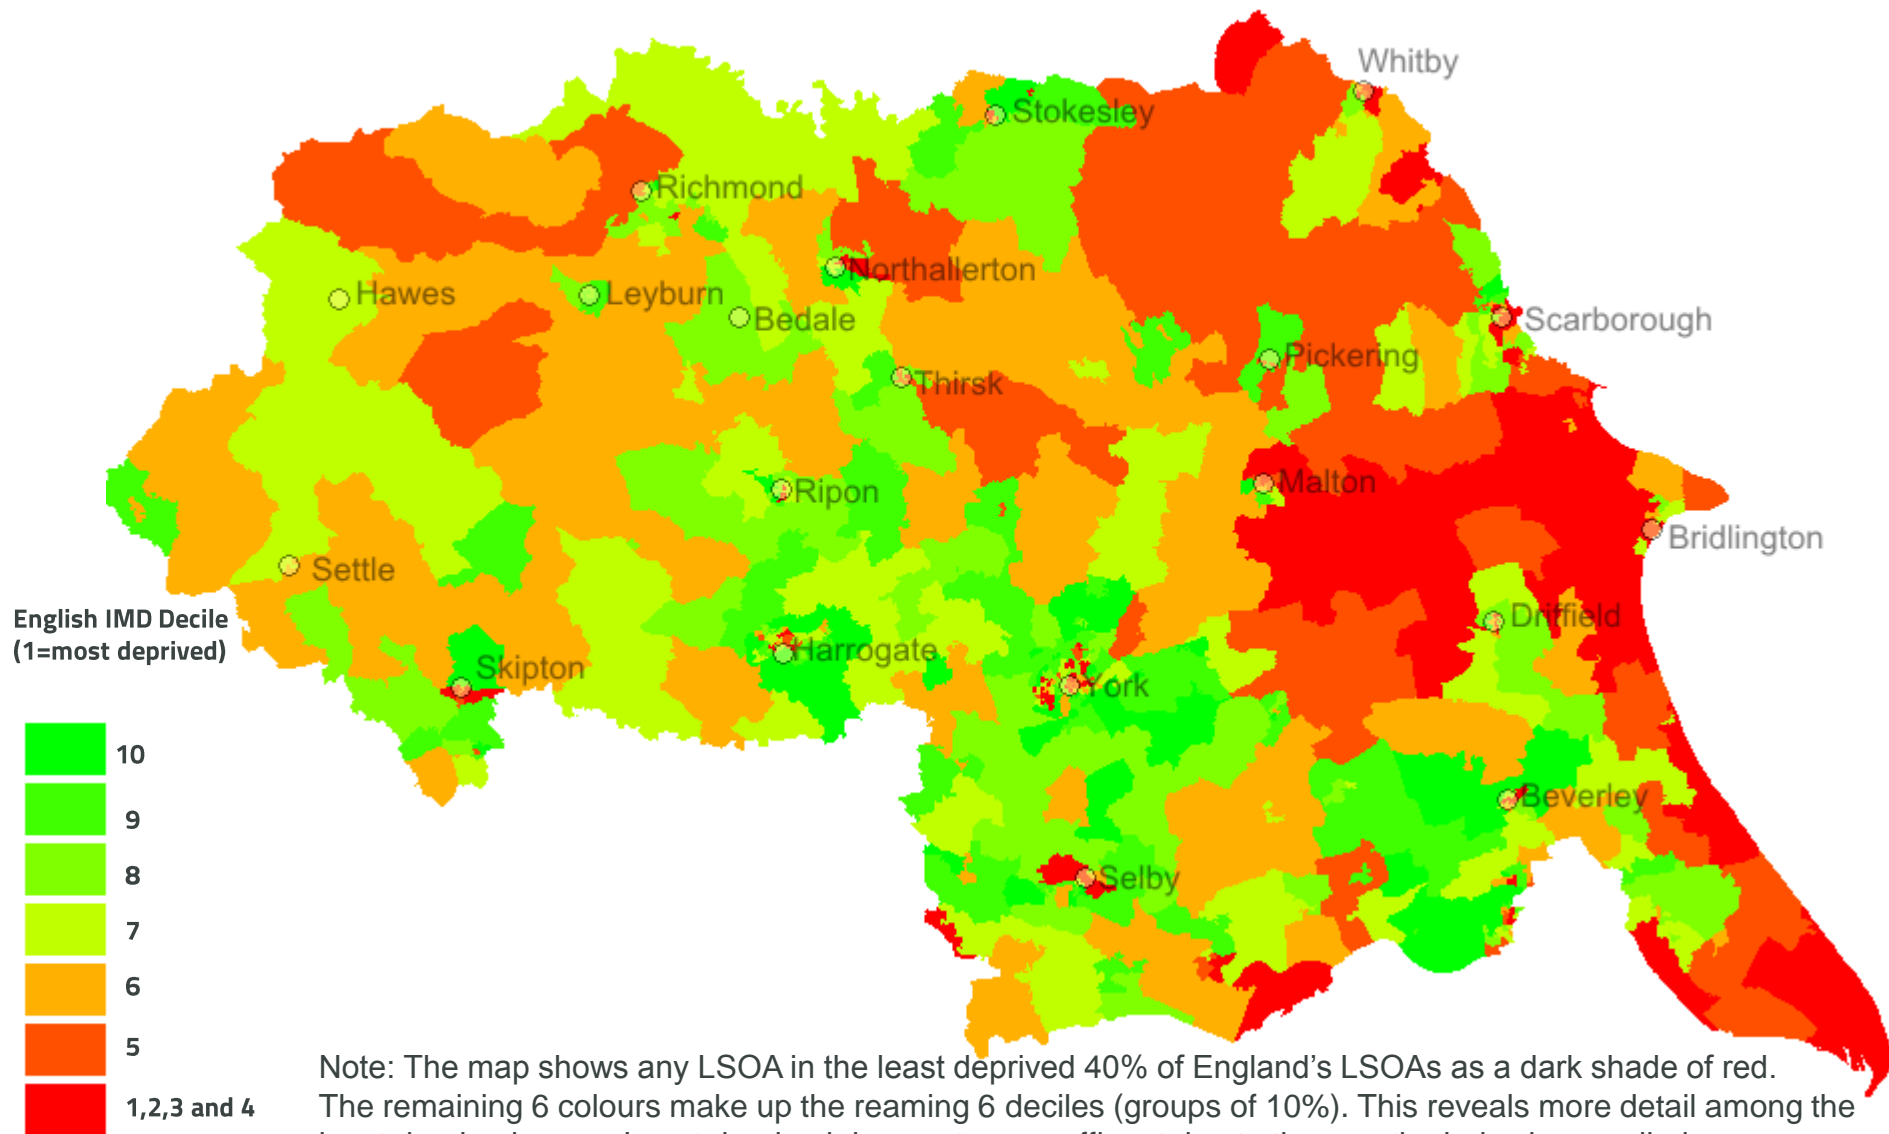 Whitby
Stokesley
Richmond
Northallerton
Hawes
Leyburn
Bedale
Scarborough
Pickering
Thirsk
Malton
Ripon
Bridlington
Settle
English IMD Decile
(1=most deprived)
Driffield
Harrogate
Skipton
York
10
Beverley
9
8
Selby
7
6
5
1,2,3 and 4
Note: The map shows any LSOA in the least deprived 40% of England’s LSOAs as a dark shade of red.
The remaining 6 colours make up the reaming 6 deciles (groups of 10%). This reveals more detail among the